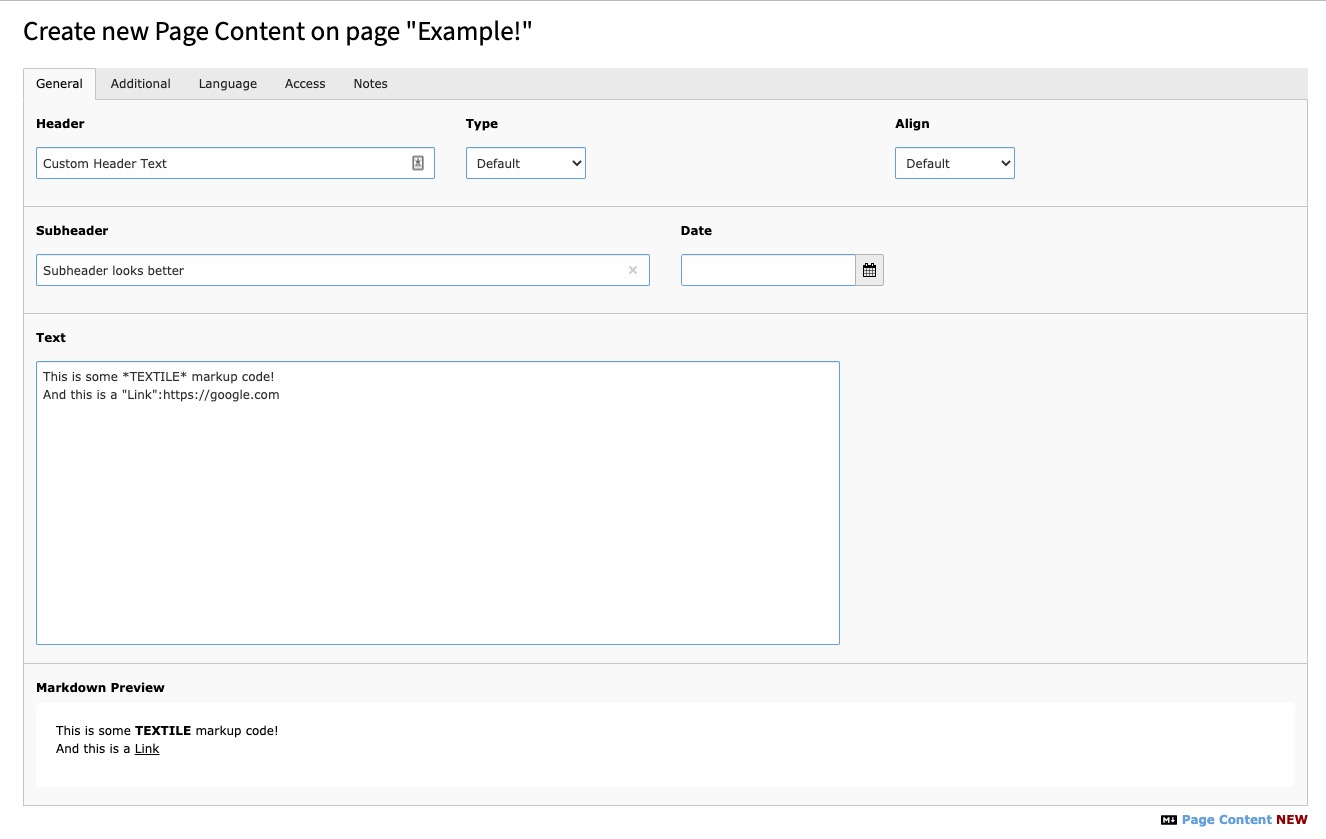 Create new Page Content on page "Example!"
General Additional Language Access Notes
Header Type Align
Custom Header Text Default Default
Subheader Date
Subheader looks better
Text
This is some *TEXTILE* markup code!
And this is a "Link":https://google.com
Markdown Preview
This is some TEXTILE markup code!
And this is a Link
M Page Content NEW